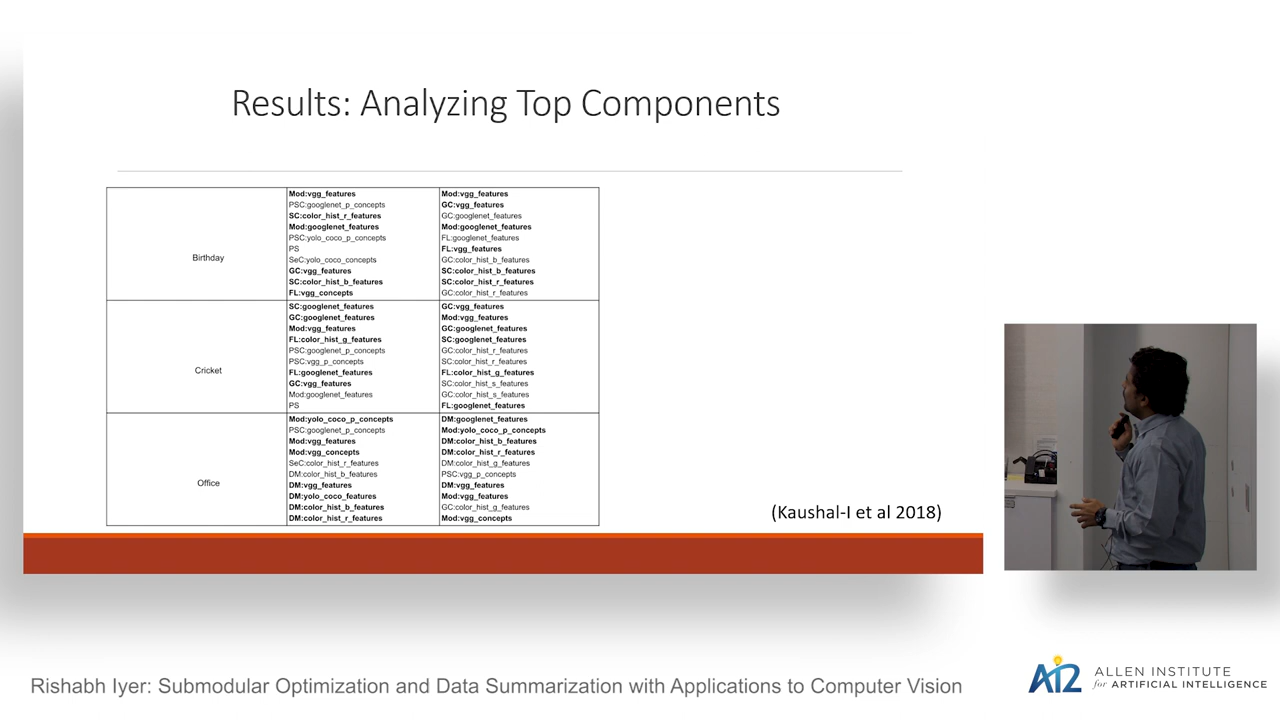 Results: Analyzing Top Components
Birthday
Mod:vgg_features
PSC:googlenet_p_concepts
SC:color_hist_r_features
Mod:googlenet_features
PSC:yolo_coco_p_concepts
PS
SeC:yolo_coco_concepts
GC:vgg_features
SC:color_hist_b_features
FL:vgg_concepts
Mod:vgg_features
GC:vgg_features
GC:googlenet_features
Mod:googlenet_features
FL:googlenet_features
FL:vgg_features
GC:color_hist_b_features
SC:color_hist_b_features
SC:color_hist_r_features
GC:color_hist_r_features
Cricket
SC:googlenet_features
GC:googlenet_features
Mod:vgg_features
FL:color_hist_g_features
PSC:googlenet_p_concepts
PSC:vgg_p_concepts
FL:googlenet_features
GC:vgg_features
Mod:googlenet_features
PS
GC:vgg_features
Mod:vgg_features
GC:googlenet_features
SC:googlenet_features
GC:color_hist_r_features
SC:color_hist_r_features
FL:color_hist_g_features
SC:color_hist_s_features
GC:color_hist_s_features
FL:googlenet_features
Office
Mod:yolo_coco_p_concepts
PSC:googlenet_p_concepts
Mod:vgg_features
Mod:vgg_concepts
SeC:color_hist_r_features
DM:color_hist_b_features
DM:vgg_features
DM:yolo_coco_features
DM:color_hist_b_features
DM:color_hist_r_features
DM:googlenet_features
Mod:yolo_coco_p_concepts
DM:color_hist_b_features
DM:color_hist_r_features
DM:color_hist_g_features
PSC:vgg_p_concepts
DM:vgg_features
Mod:vgg_features
GC:color_hist_g_features
Mod:vgg_concepts
(Kaushal-I et al 2018)
Rishabh Iyer: Submodular Optimization and Data Summarization with Applications to Computer Vision
AI2
ALLEN INSTITUTE
for ARTIFICIAL INTELLIGENCE